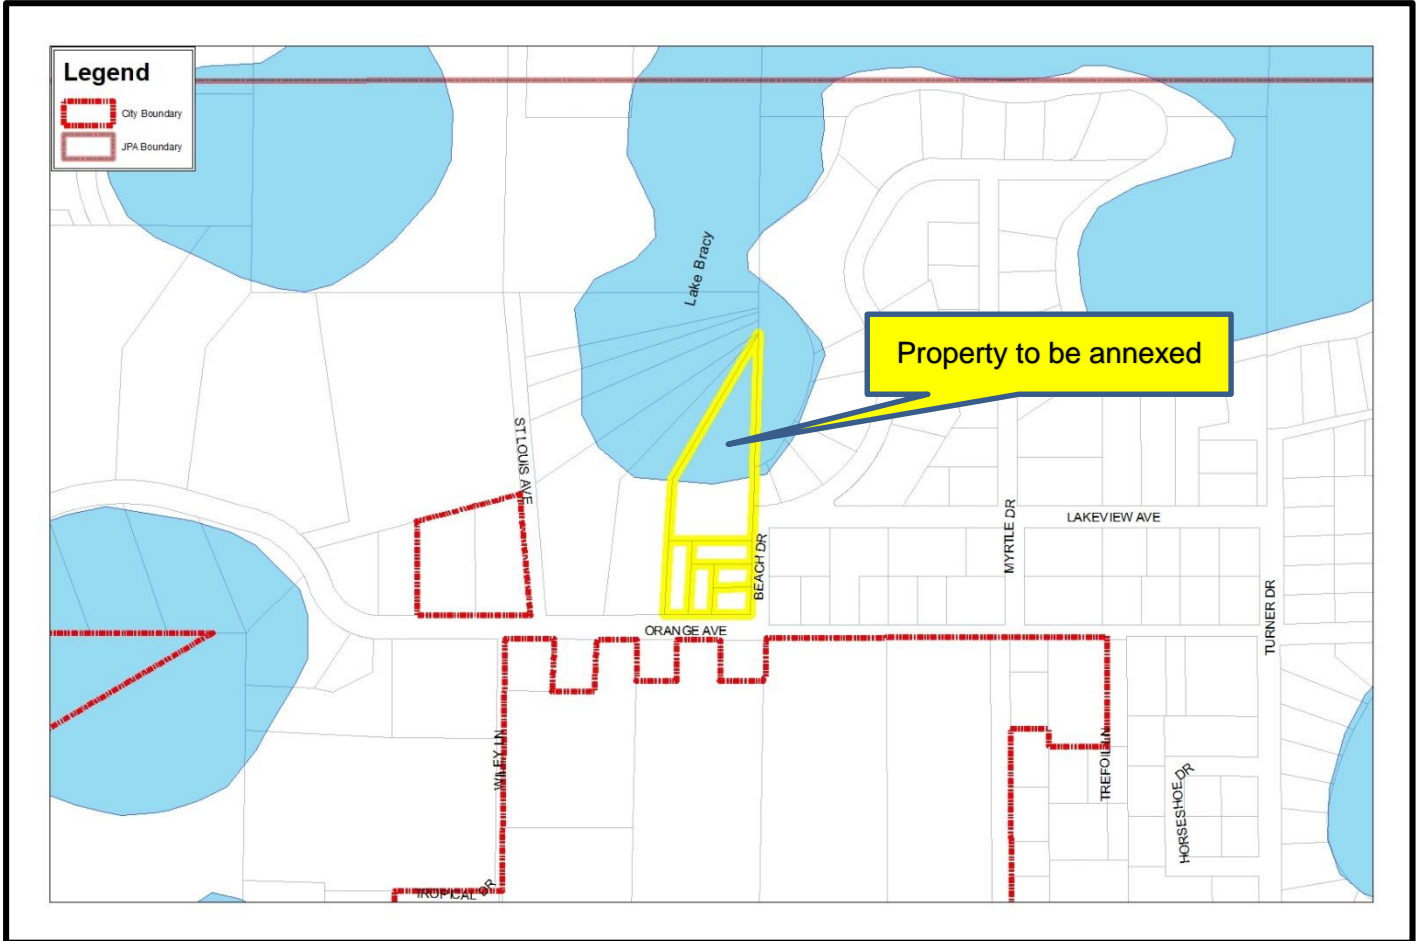 Legend
City Boundary
JPA Boundary
Lake Bracy
Property to be annexed
ST LOUIS AVE
LAKEVIEW AVE
MYRTLE DR
BEACH DR
TURNER DR
ORANGE AVE
WILEY LN
TREFOIL LN
HORSESHOE DR
TROPICAL DR